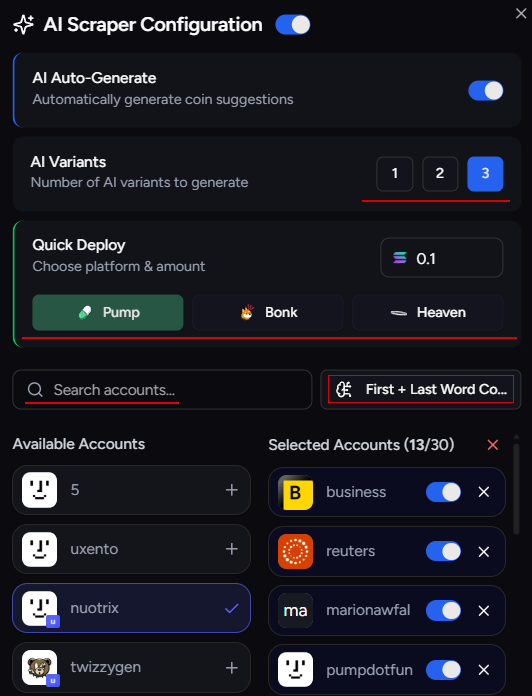 AI Scraper Configuration
AI Auto-Generate
Automatically generate coin suggestions
AI Variants
Number of AI variants to generate
1 2 3
Quick Deploy
Choose platform & amount
0.1
Pump Bonk Heaven
Search accounts...
First + Last Word Co...
Available Accounts
5
uxento
nuotrix
u
twizzygen
u
Selected Accounts (13/30)
B
business
reuters
ma
marionawfal
pumpdotfun